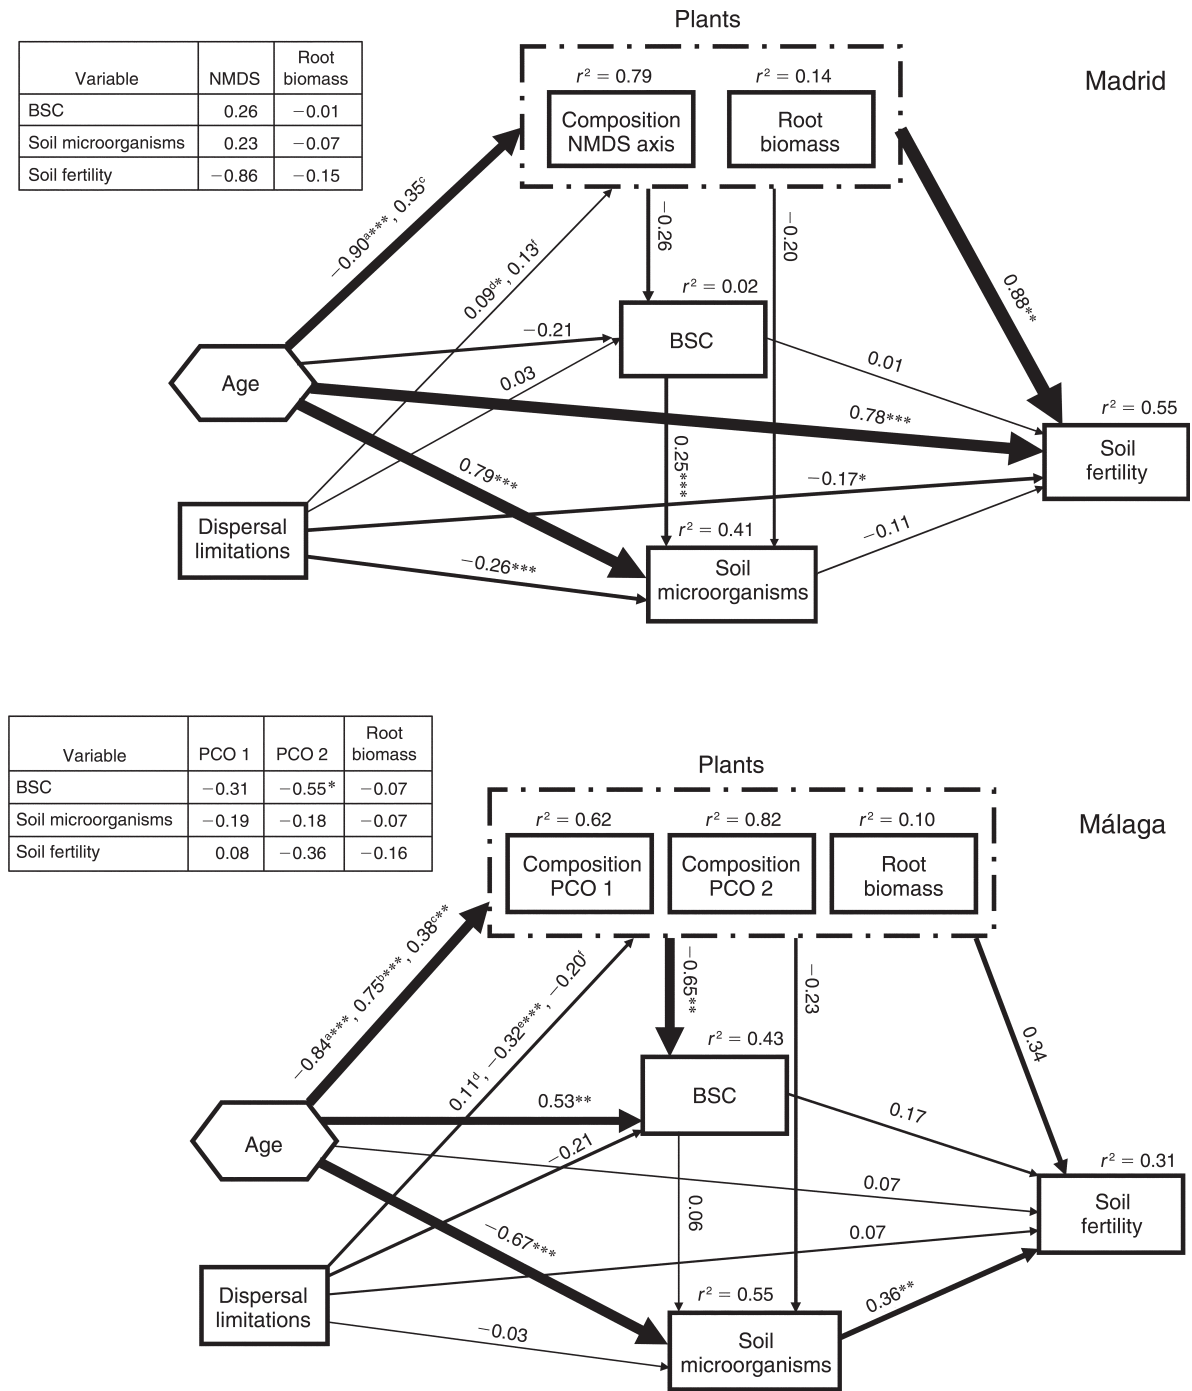 Plants
Madrid
Variable NMDS Root biomass
BSC 0.26 −0.01
Soil microorganisms 0.23 −0.07
Soil fertility −0.86 −0.15
r² = 0.79
r² = 0.14
Composition
NMDS axis
Root
biomass
−0.90ᵃ***, 0.35ᶜ
0.09ᵈ*, 0.13ᶠ
−0.26
−0.20
0.88**
r² = 0.02
BSC
−0.21
0.03
0.01
Age
0.78***
r² = 0.55
Soil
fertility
0.79***
0.25***
−0.17*
Dispersal
limitations
−0.26***
r² = 0.41
−0.11
Soil
microorganisms
Variable PCO 1 PCO 2 Root biomass
BSC −0.31 −0.55* −0.07
Soil microorganisms −0.19 −0.18 −0.07
Soil fertility 0.08 −0.36 −0.16
Plants
Málaga
r² = 0.62
r² = 0.82
r² = 0.10
Composition
PCO 1
Composition
PCO 2
Root
biomass
−0.84ᵃ***, 0.75ᵇ***, 0.38ᶜ**
0.11ᵈ, −0.32ᵉ***, −0.20ᶠ
−0.65**
−0.23
0.34
r² = 0.43
BSC
0.53**
−0.21
0.17
Age
0.07
r² = 0.31
Soil
fertility
−0.67***
0.06
0.07
Dispersal
limitations
−0.03
r² = 0.55
0.36**
Soil
microorganisms